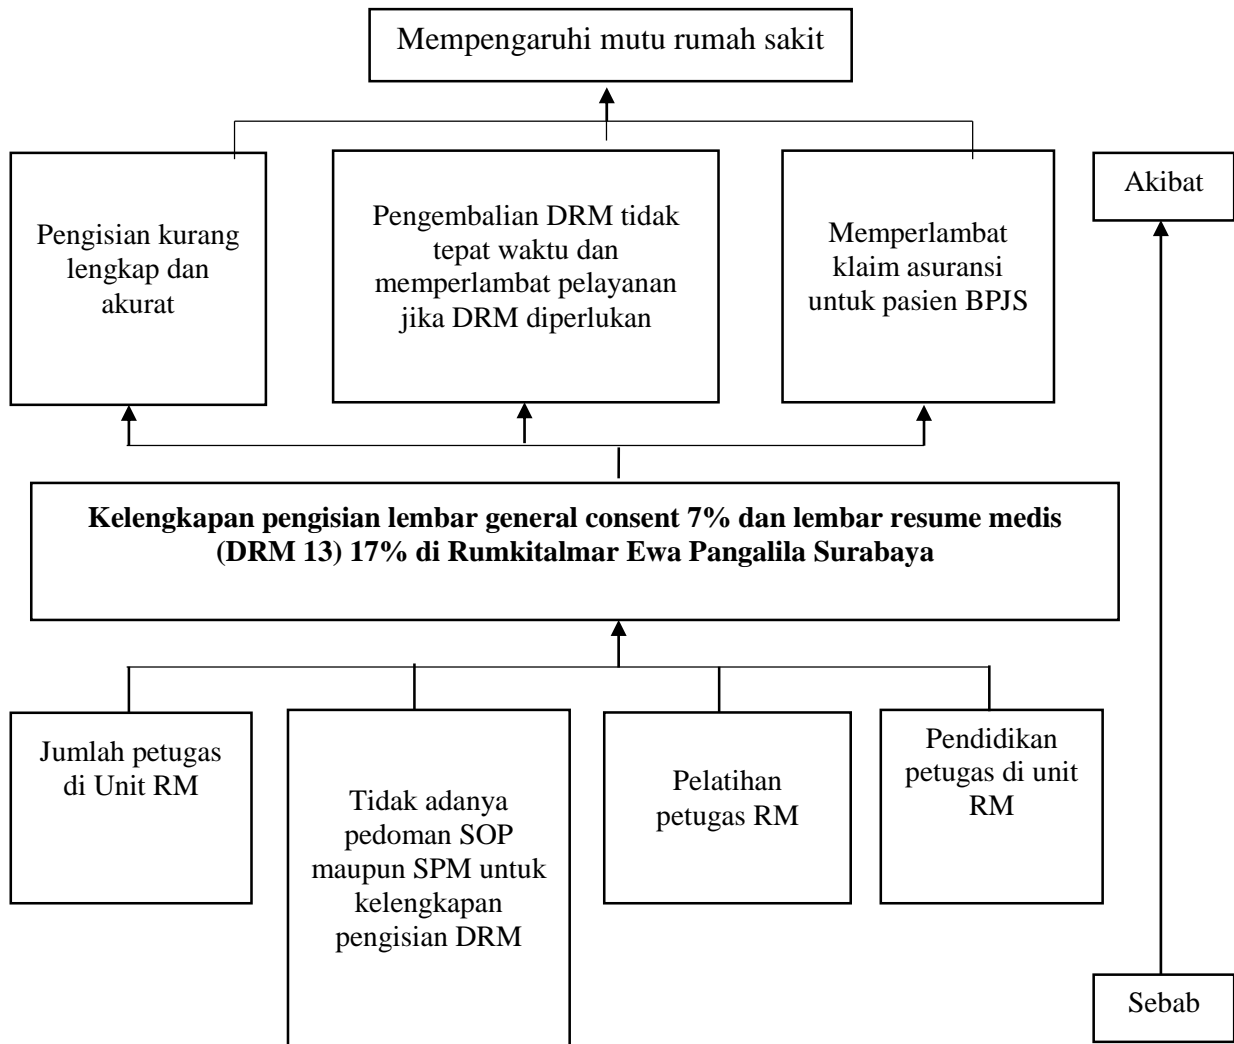 Mempengaruhi mutu rumah sakit
Pengisian kurang
lengkap dan
akurat
Pengembalian DRM tidak
tepat waktu dan
memperlambat pelayanan
jika DRM diperlukan
Memperlambat
klaim asuransi
untuk pasien BPJS
Akibat
Kelengkapan pengisian lembar general consent 7% dan lembar resume medis
(DRM 13) 17% di Rumkitalmar Ewa Pangalila Surabaya
Jumlah petugas
di Unit RM
Tidak adanya
pedoman SOP
maupun SPM untuk
kelengkapan
pengisian DRM
Pelatihan
petugas RM
Pendidikan
petugas di unit
RM
Sebab